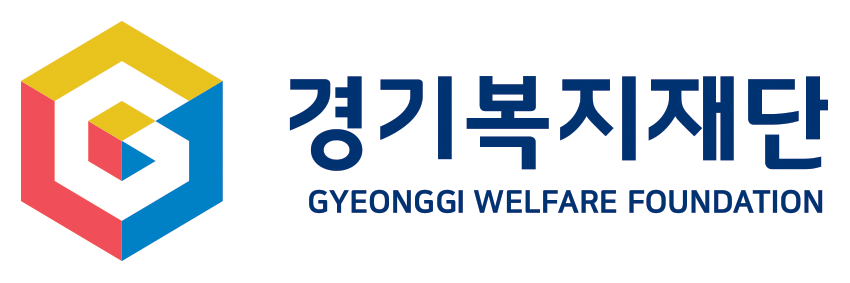 경기복지재단
GYEONGGI WELFARE FOUNDATION